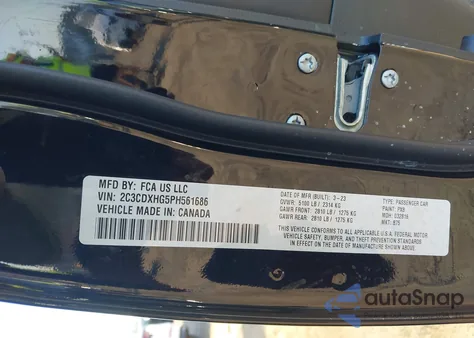 MFD BY: FCA US LLC
VIN: 2C3CDXHG5PH561686
VEHICLE MADE IN: CANADA
DATE OF MFR (BUILT): 3-23
GVWR: 5100 LB / 2314 KG
GAWR FRONT: 2810 LB / 1275 KG
GAWR REAR: 2810 LB / 1275 KG
TYPE: PASSENGER CAR
PAINT: PX8
MDH: 032816
THIS VEHICLE CONFORMS TO ALL APPLICABLE U.S.A. FEDERAL MOTOR
VEHICLE SAFETY, BUMPER, AND THEFT PREVENTION STANDARDS IN
EFFECT ON THE DATE OF MANUFACTURE SHOWN ABOVE.
autoSnap